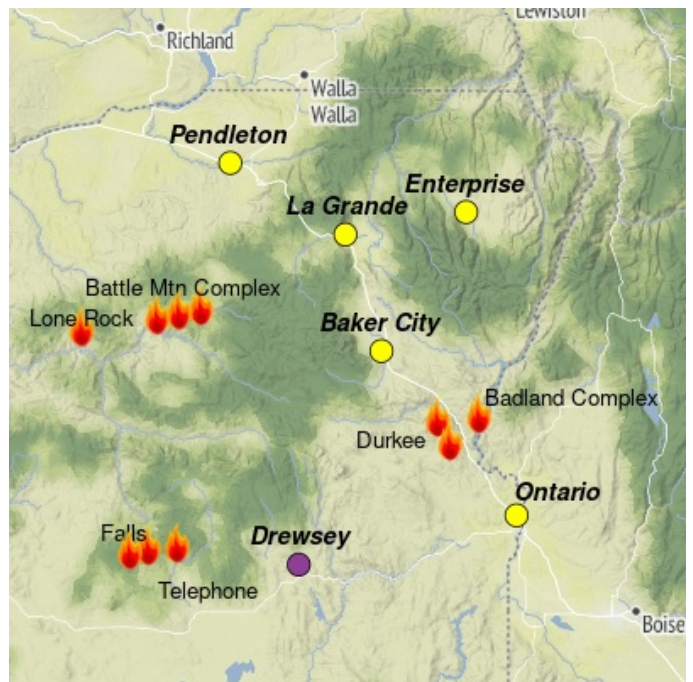 Lewiston
Richland
Walla
Walla
Pendleton
Enterprise
La Grande
Battle Mtn Complex
Lone Rock
Baker City
Badland Complex
Durkee
Ontario
Falls
Drewsey
Telephone
Boise